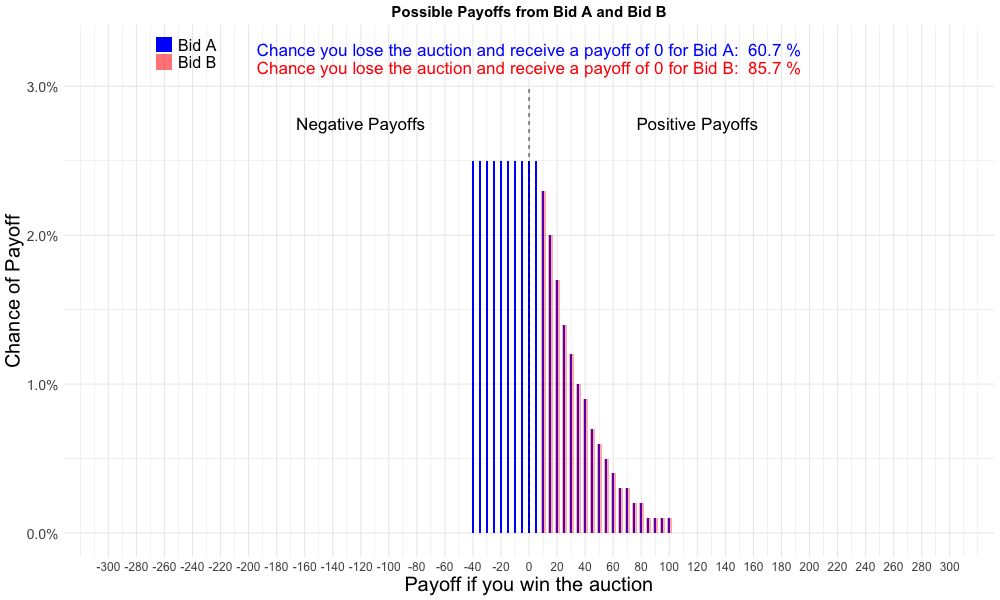 Possible Payoffs from Bid A and Bid B
Bid A
Bid B
Chance you lose the auction and receive a payoff of 0 for Bid A:  60.7 %
Chance you lose the auction and receive a payoff of 0 for Bid B:  85.7 %
Negative Payoffs
Positive Payoffs
Chance of Payoff
3.0%
2.0%
1.0%
0.0%
-300 -280 -260 -240 -220 -200 -180 -160 -140 -120 -100 -80 -60 -40 -20 0 20 40 60 80 100 120 140 160 180 200 220 240 260 280 300
Payoff if you win the auction